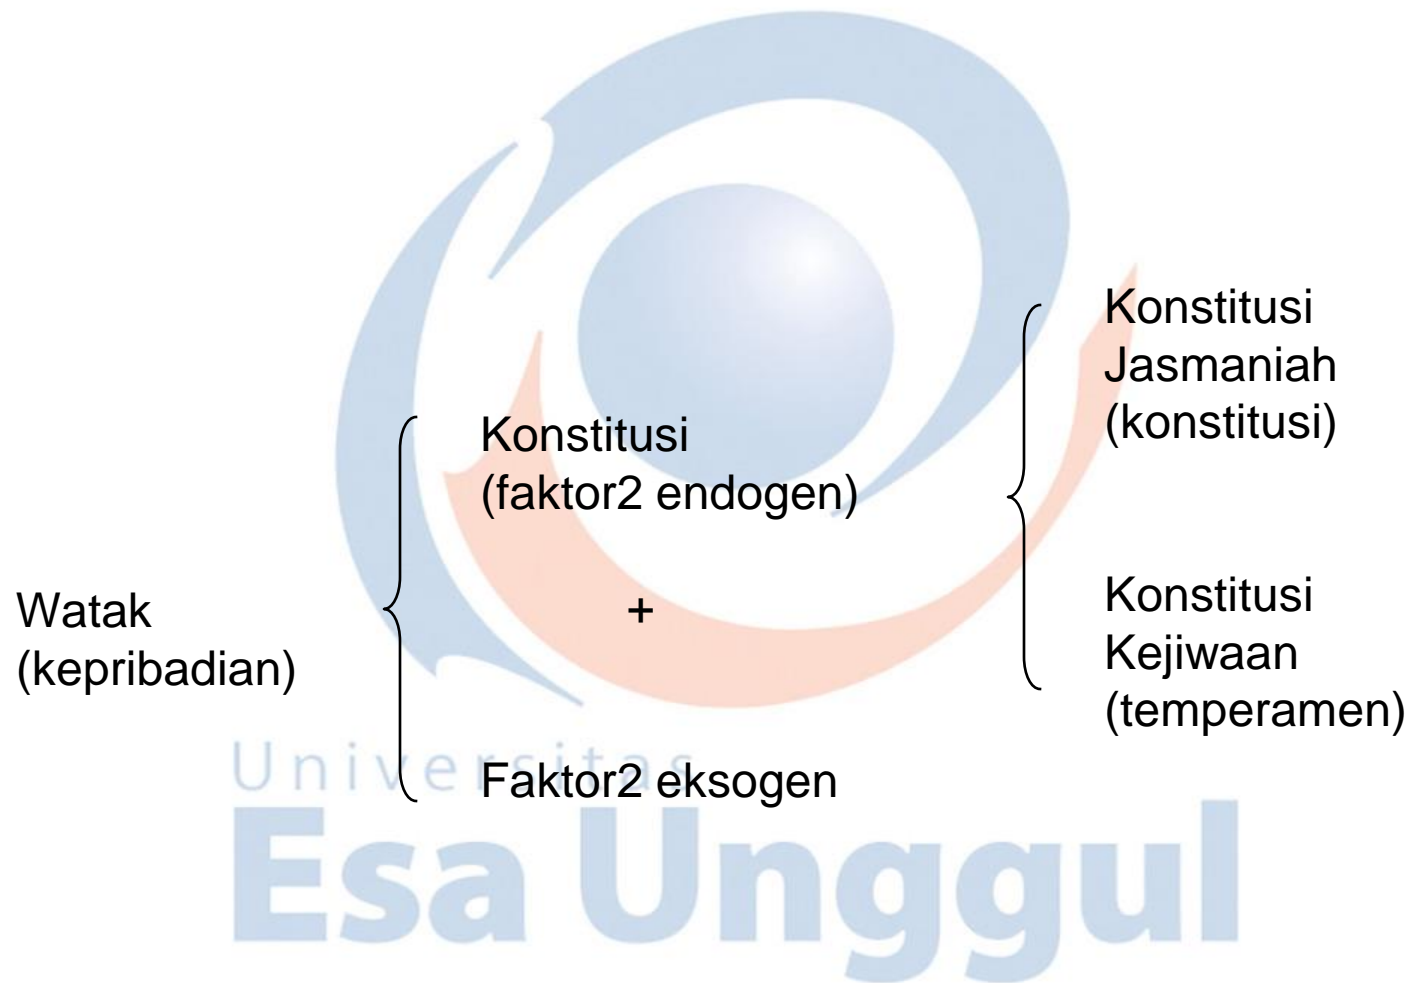 Watak
(kepribadian)
Konstitusi
(faktor2 endogen)
+
Faktor2 eksogen
Konstitusi
Jasmaniah
(konstitusi)
Konstitusi
Kejiwaan
(temperamen)
Universitas
Esa Unggul